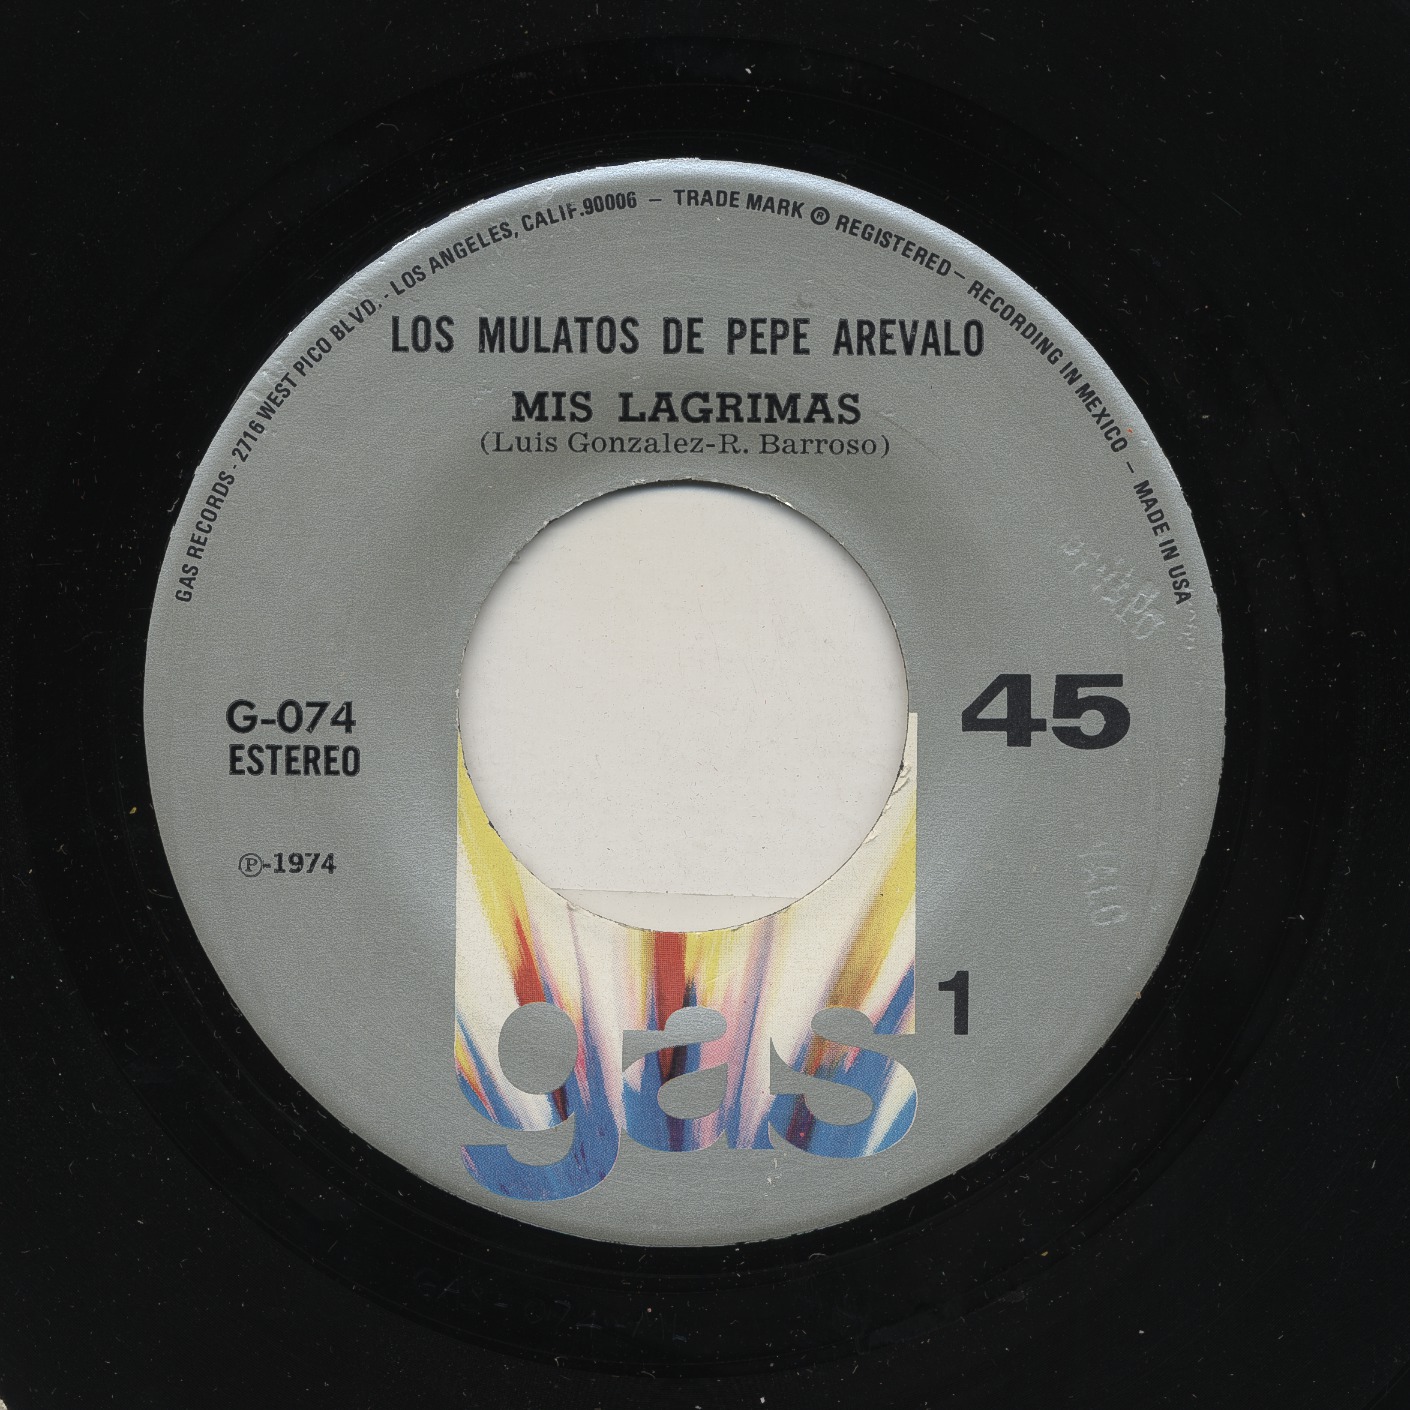 GAS RECORDS - 2716 WEST PICO BLVD. - LOS ANGELES, CALIF.90006 — TRADE MARK ® REGISTERED — RECORDING IN MEXICO — MADE IN USA
LOS MULATOS DE PEPE AREVALO
MIS LAGRIMAS
(Luis Gonzalez-R. Barroso)
G-074
ESTEREO
45
℗-1974
1
gas